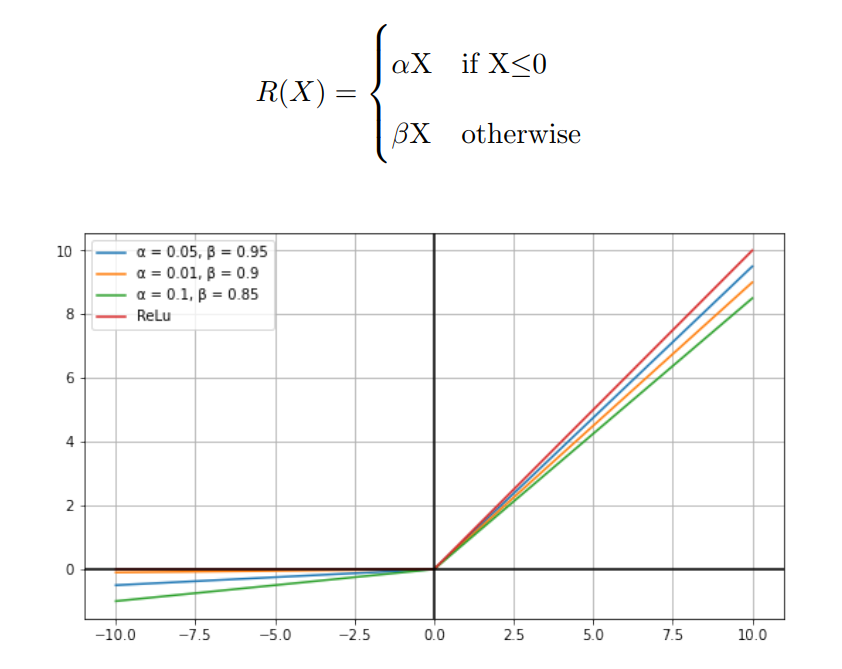 αX if X≤0
R(X) =
βX otherwise
10
8
6
4
2
0
α = 0.05, β = 0.95
α = 0.01, β = 0.9
α = 0.1, β = 0.85
ReLu
−10.0 −7.5 −5.0 −2.5 0.0 2.5 5.0 7.5 10.0